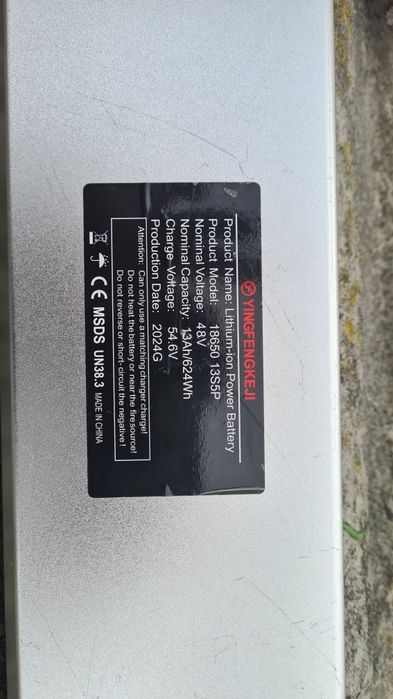 YINGFENGKEJI
Product Name: Lithium-ion Power Battery
Product Model: 18650 13S5P
Nominal Voltage: 48V
Nominal Capacity: 13Ah/624Wh
Charge Voltage: 54.6V
Production Date: 2024G
Attention: Can only use a matching charger charge!
Do not heat the battery or near the fire source!
Do not reverse or short- circuit the negative !
CE MSDS UN38.3 MADE IN CHINA